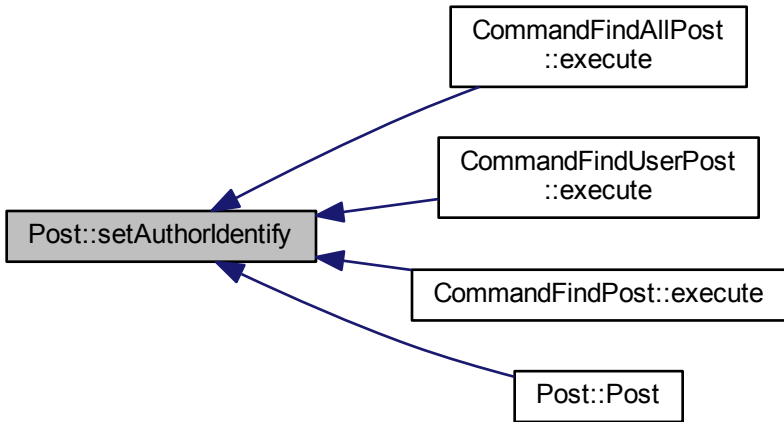 CommandFindAllPost
::execute
CommandFindUserPost
::execute
Post::setAuthorIdentify
CommandFindPost::execute
Post::Post